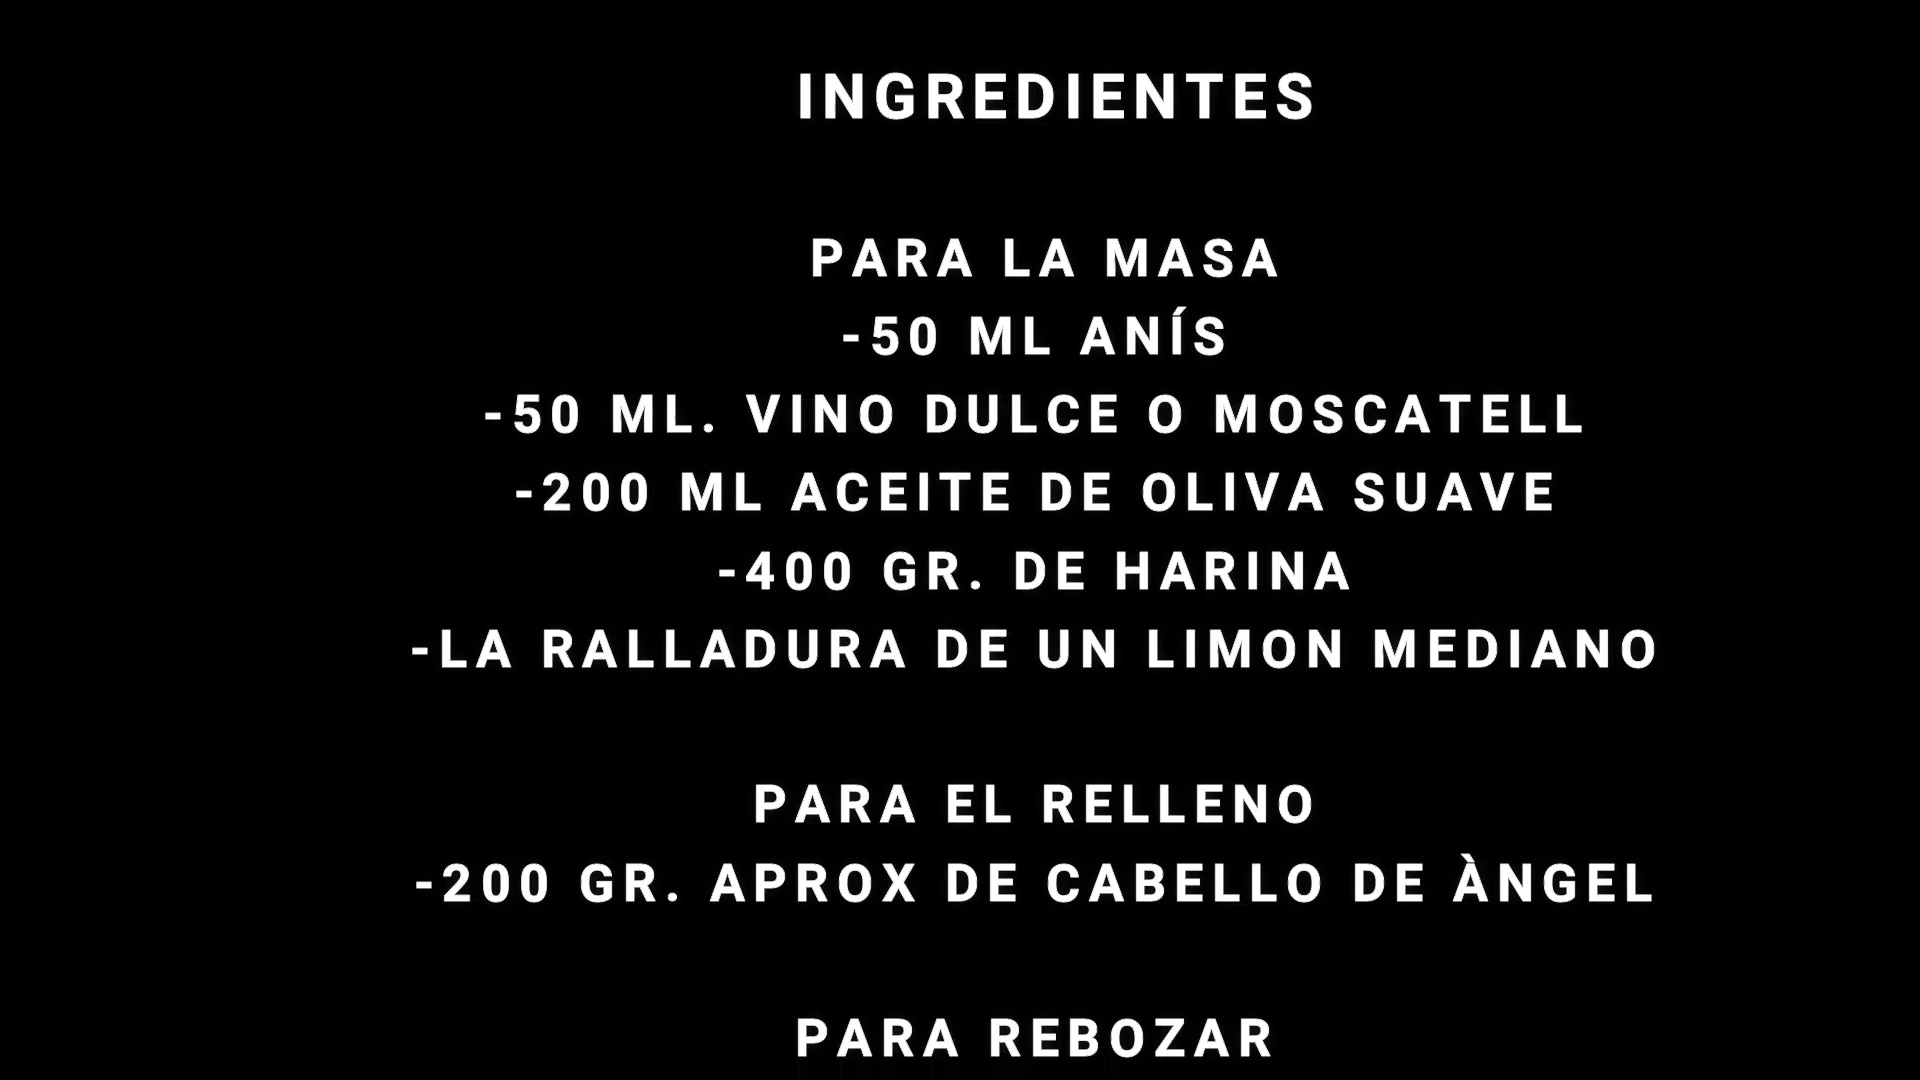 INGREDIENTES
PARA LA MASA
-50 ML ANÍS
-50 ML. VINO DULCE O MOSCATELL
-200 ML ACEITE DE OLIVA SUAVE
-400 GR. DE HARINA
-LA RALLADURA DE UN LIMON MEDIANO
PARA EL RELLENO
-200 GR. APROX DE CABELLO DE ÀNGEL
PARA REBOZAR